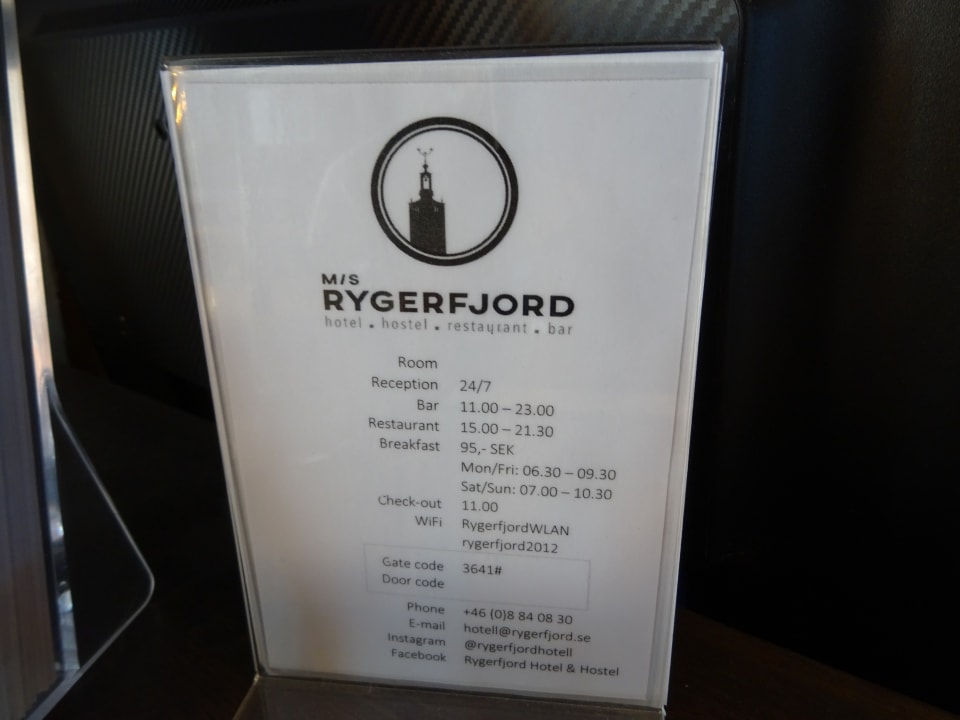 M/S
RYGERFJORD
hotel . hostel . restaurant . bar
Room
Reception 24/7
Bar 11.00 – 23.00
Restaurant 15.00 – 21.30
Breakfast 95,- SEK
Mon/Fri: 06.30 – 09.30
Sat/Sun: 07.00 – 10.30
Check-out 11.00
WiFi RygerfjordWLAN
rygerfjord2012
Gate code 3641#
Door code
Phone +46 (0)8 84 08 30
E-mail hotell@rygerfjord.se
Instagram @rygerfjordhotell
Facebook Rygerfjord Hotel & Hostel